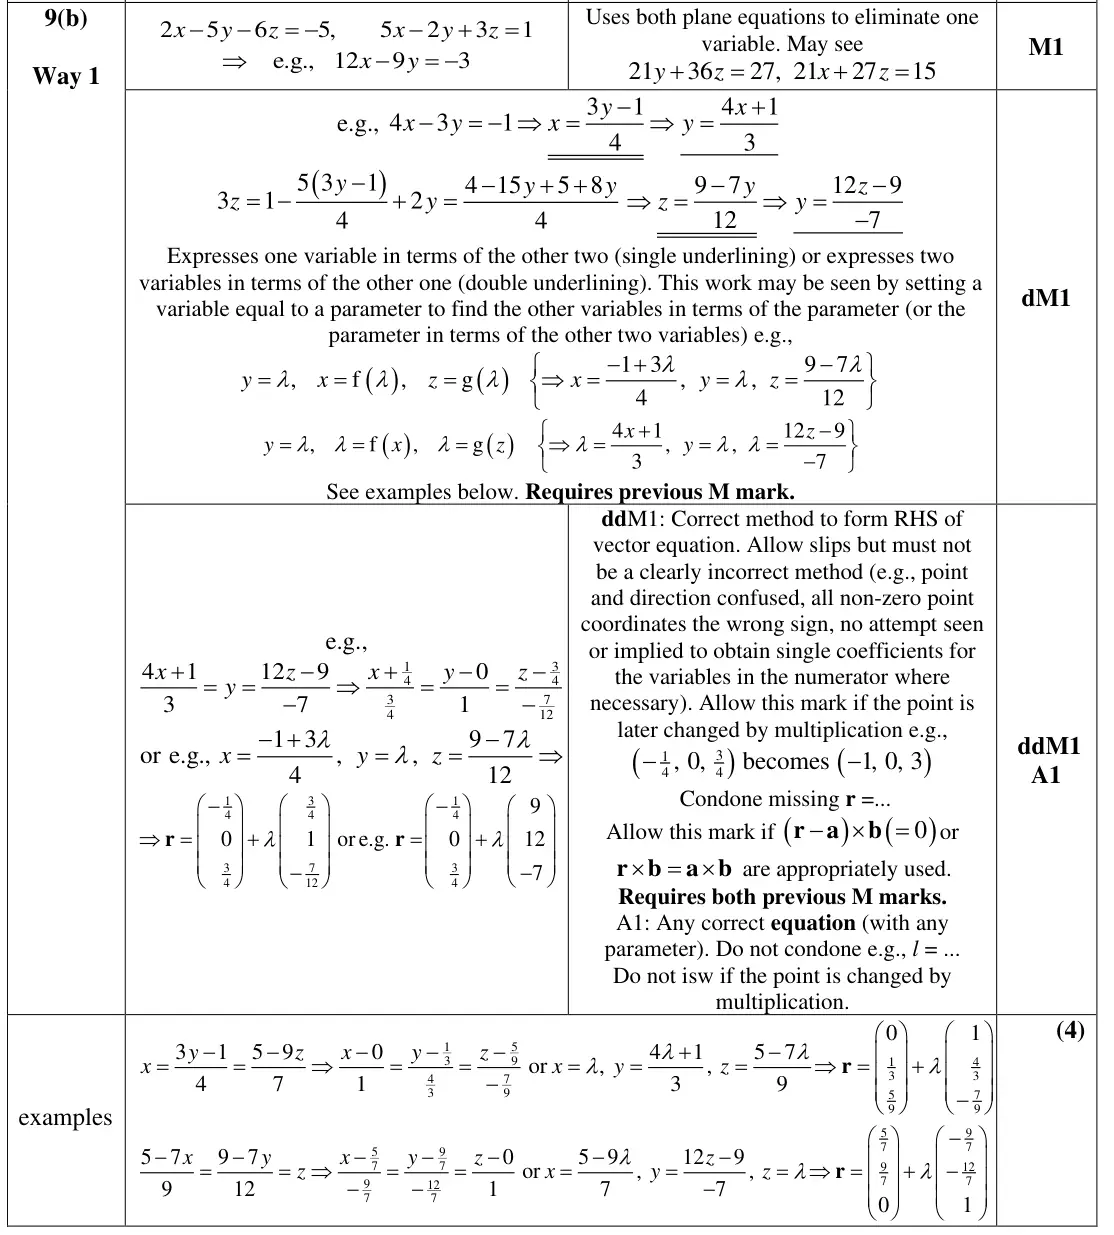 9(b)
Way 1
2x − 5y − 6z = −5,   5x − 2y + 3z = 1
⇒ e.g., 12x − 9y = −3
Uses both plane equations to eliminate one
variable. May see
21y + 36z = 27, 21x + 27z = 15
M1
e.g., 4x − 3y = −1 ⇒ x = (3y − 1)/4 ⇒ y = (4x + 1)/3
3z = 1 − 5(3y − 1)/4 + 2y = (4 − 15y + 5 + 8y)/4 ⇒ z = (9 − 7y)/12 ⇒ y = (12z − 9)/−7
Expresses one variable in terms of the other two (single underlining) or expresses two
variables in terms of the other one (double underlining). This work may be seen by setting a
variable equal to a parameter to find the other variables in terms of the parameter (or the
parameter in terms of the other two variables) e.g.,
y = λ, x = f(λ), z = g(λ) {⇒ x = (−1 + 3λ)/4, y = λ, z = (9 − 7λ)/12}
y = λ, λ = f(x), λ = g(z) {⇒ λ = (4x + 1)/3, y = λ, λ = (12z − 9)/−7}
See examples below. Requires previous M mark.
dM1
e.g.,
(4x + 1)/3 = y = (12z − 9)/−7 ⇒ (x + 1/4)/(3/4) = (y − 0)/1 = (z − 3/4)/(−7/12)
or e.g., x = (−1 + 3λ)/4, y = λ, z = (9 − 7λ)/12 ⇒
⇒ r = (−1/4, 0, 3/4) + λ(3/4, 1, −7/12) or e.g. r = (−1/4, 0, 3/4) + λ(9, 12, −7)
ddM1: Correct method to form RHS of
vector equation. Allow slips but must not
be a clearly incorrect method (e.g., point
and direction confused, all non-zero point
coordinates the wrong sign, no attempt seen
or implied to obtain single coefficients for
the variables in the numerator where
necessary). Allow this mark if the point is
later changed by multiplication e.g.,
(−1/4, 0, 3/4) becomes (−1, 0, 3)
Condone missing r =...
Allow this mark if (r − a) × b (= 0) or
r × b = a × b are appropriately used.
Requires both previous M marks.
A1: Any correct equation (with any
parameter). Do not condone e.g., l = ...
Do not isw if the point is changed by
multiplication.
ddM1
A1
examples
x = (3y − 1)/4 = (5 − 9z)/7 ⇒ (x − 0)/1 = (y − 1/3)/(4/3) = (z − 5/9)/(−7/9) or x = λ, y = (4λ + 1)/3, z = (5 − 7λ)/9 ⇒ r = (0, 1/3, 5/9) + λ(1, 4/3, −7/9)
(5 − 7x)/9 = (9 − 7y)/12 = z ⇒ (x − 5/7)/(−9/7) = (y − 9/7)/(−12/7) = (z − 0)/1 or x = (5 − 9λ)/7, y = (12z − 9)/−7, z = λ ⇒ r = (5/7, 9/7, 0) + λ(−9/7, −12/7, 1)
(4)